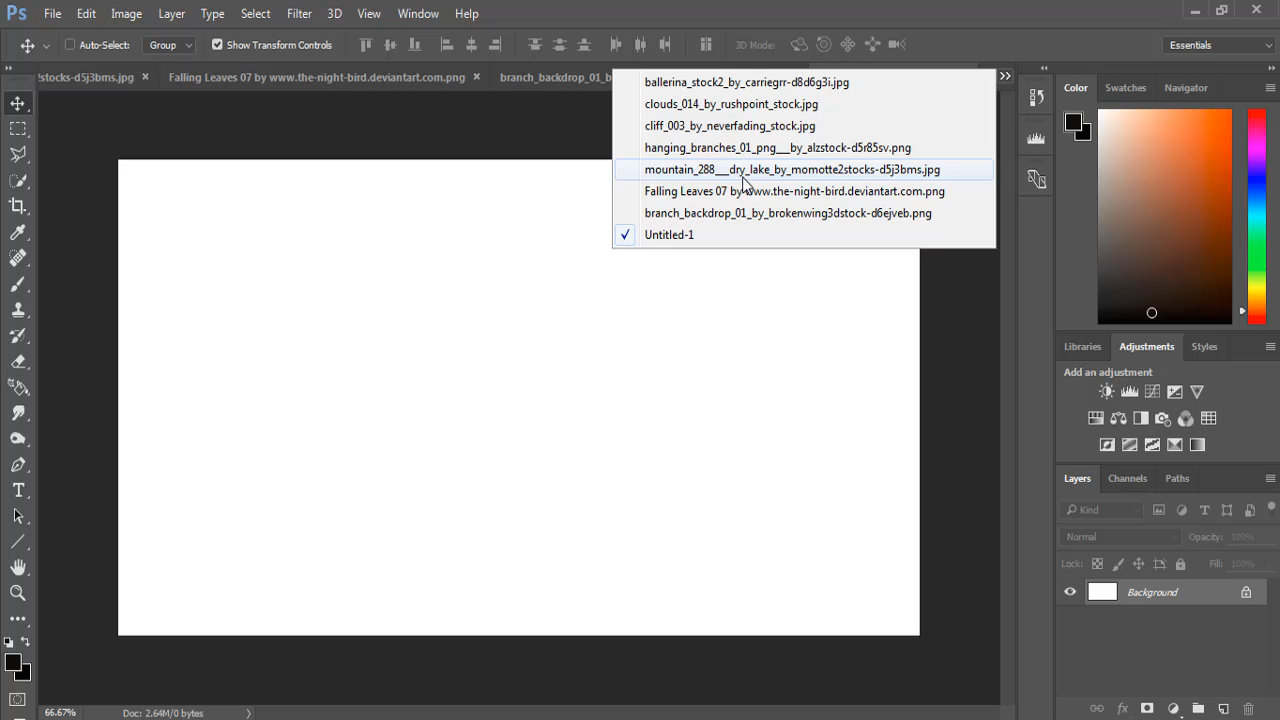 Ps File Edit Image Layer Type Select Filter 3D View Window Help
Auto-Select: Group Show Transform Controls 3D Mode: Essentials
!stocks-d5j3bms.jpg Falling Leaves 07 by www.the-night-bird.deviantart.com.png branch_backdrop_01_b
ballerina_stock2_by_carriegrr-d8d6g3i.jpg
clouds_014_by_rushpoint_stock.jpg
cliff_003_by_neverfading_stock.jpg
hanging_branches_01_png___by_alzstock-d5r85sv.png
mountain_288___dry_lake_by_momotte2stocks-d5j3bms.jpg
Falling Leaves 07 by www.the-night-bird.deviantart.com.png
branch_backdrop_01_by_brokenwing3dstock-d6ejveb.png
Untitled-1
Color Swatches Navigator
Libraries Adjustments Styles
Add an adjustment
Layers Channels Paths
Kind
Normal Opacity: 100%
Lock: Fill: 100%
Background
66.67% Doc: 2.64M/0 bytes